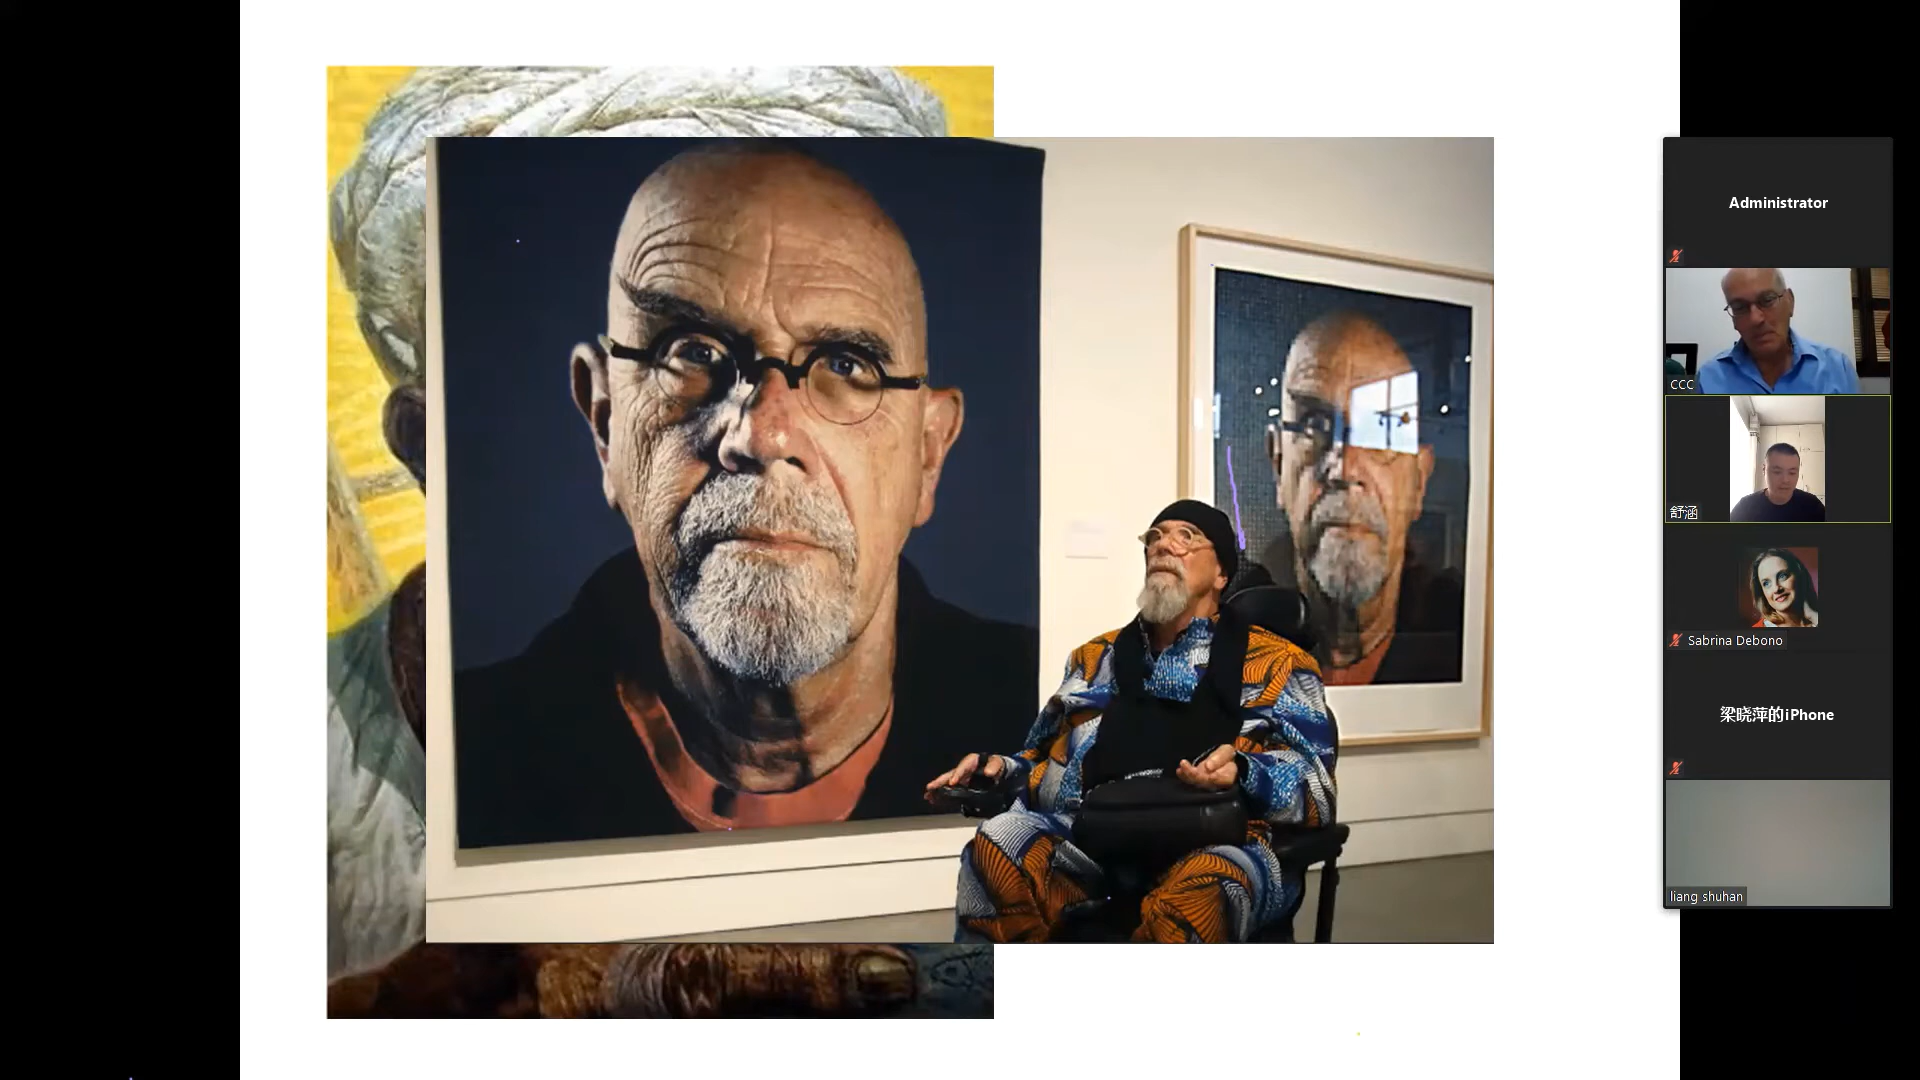 Administrator
CCC
舒涵
Sabrina Debono
梁晓萍的iPhone
liang shuhan